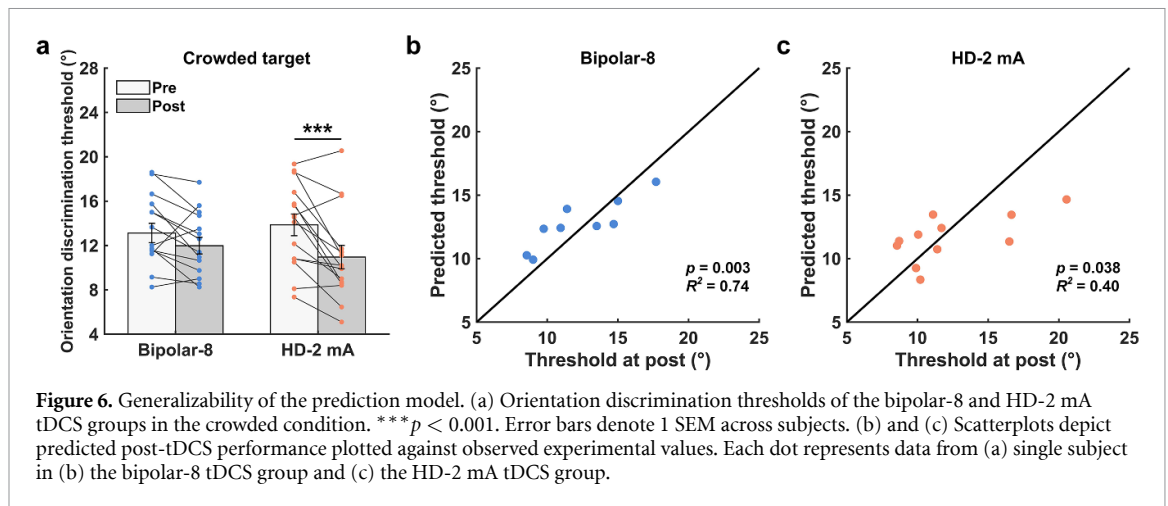 a
Crowded target
Orientation discrimination threshold (°)
28
24
20
16
12
8
4
Pre
Post
***
Bipolar-8
HD-2 mA
b
Bipolar-8
Predicted threshold (°)
25
20
15
10
5
p = 0.003
R² = 0.74
5 10 15 20 25
Threshold at post (°)
c
HD-2 mA
Predicted threshold (°)
25
20
15
10
5
p = 0.038
R² = 0.40
5 10 15 20 25
Threshold at post (°)
Figure 6. Generalizability of the prediction model. (a) Orientation discrimination thresholds of the bipolar-8 and HD-2 mA
tDCS groups in the crowded condition. ***p < 0.001. Error bars denote 1 SEM across subjects. (b) and (c) Scatterplots depict
predicted post-tDCS performance plotted against observed experimental values. Each dot represents data from (a) single subject
in (b) the bipolar-8 tDCS group and (c) the HD-2 mA tDCS group.